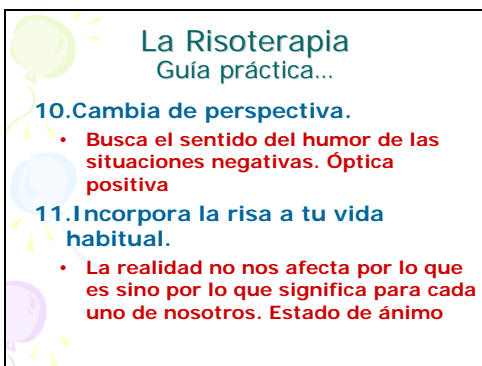 La Risoterapia
Guía práctica...
10.Cambia de perspectiva.
• Busca el sentido del humor de las
situaciones negativas. Óptica
positiva
11.Incorpora la risa a tu vida
habitual.
• La realidad no nos afecta por lo que
es sino por lo que significa para cada
uno de nosotros. Estado de ánimo